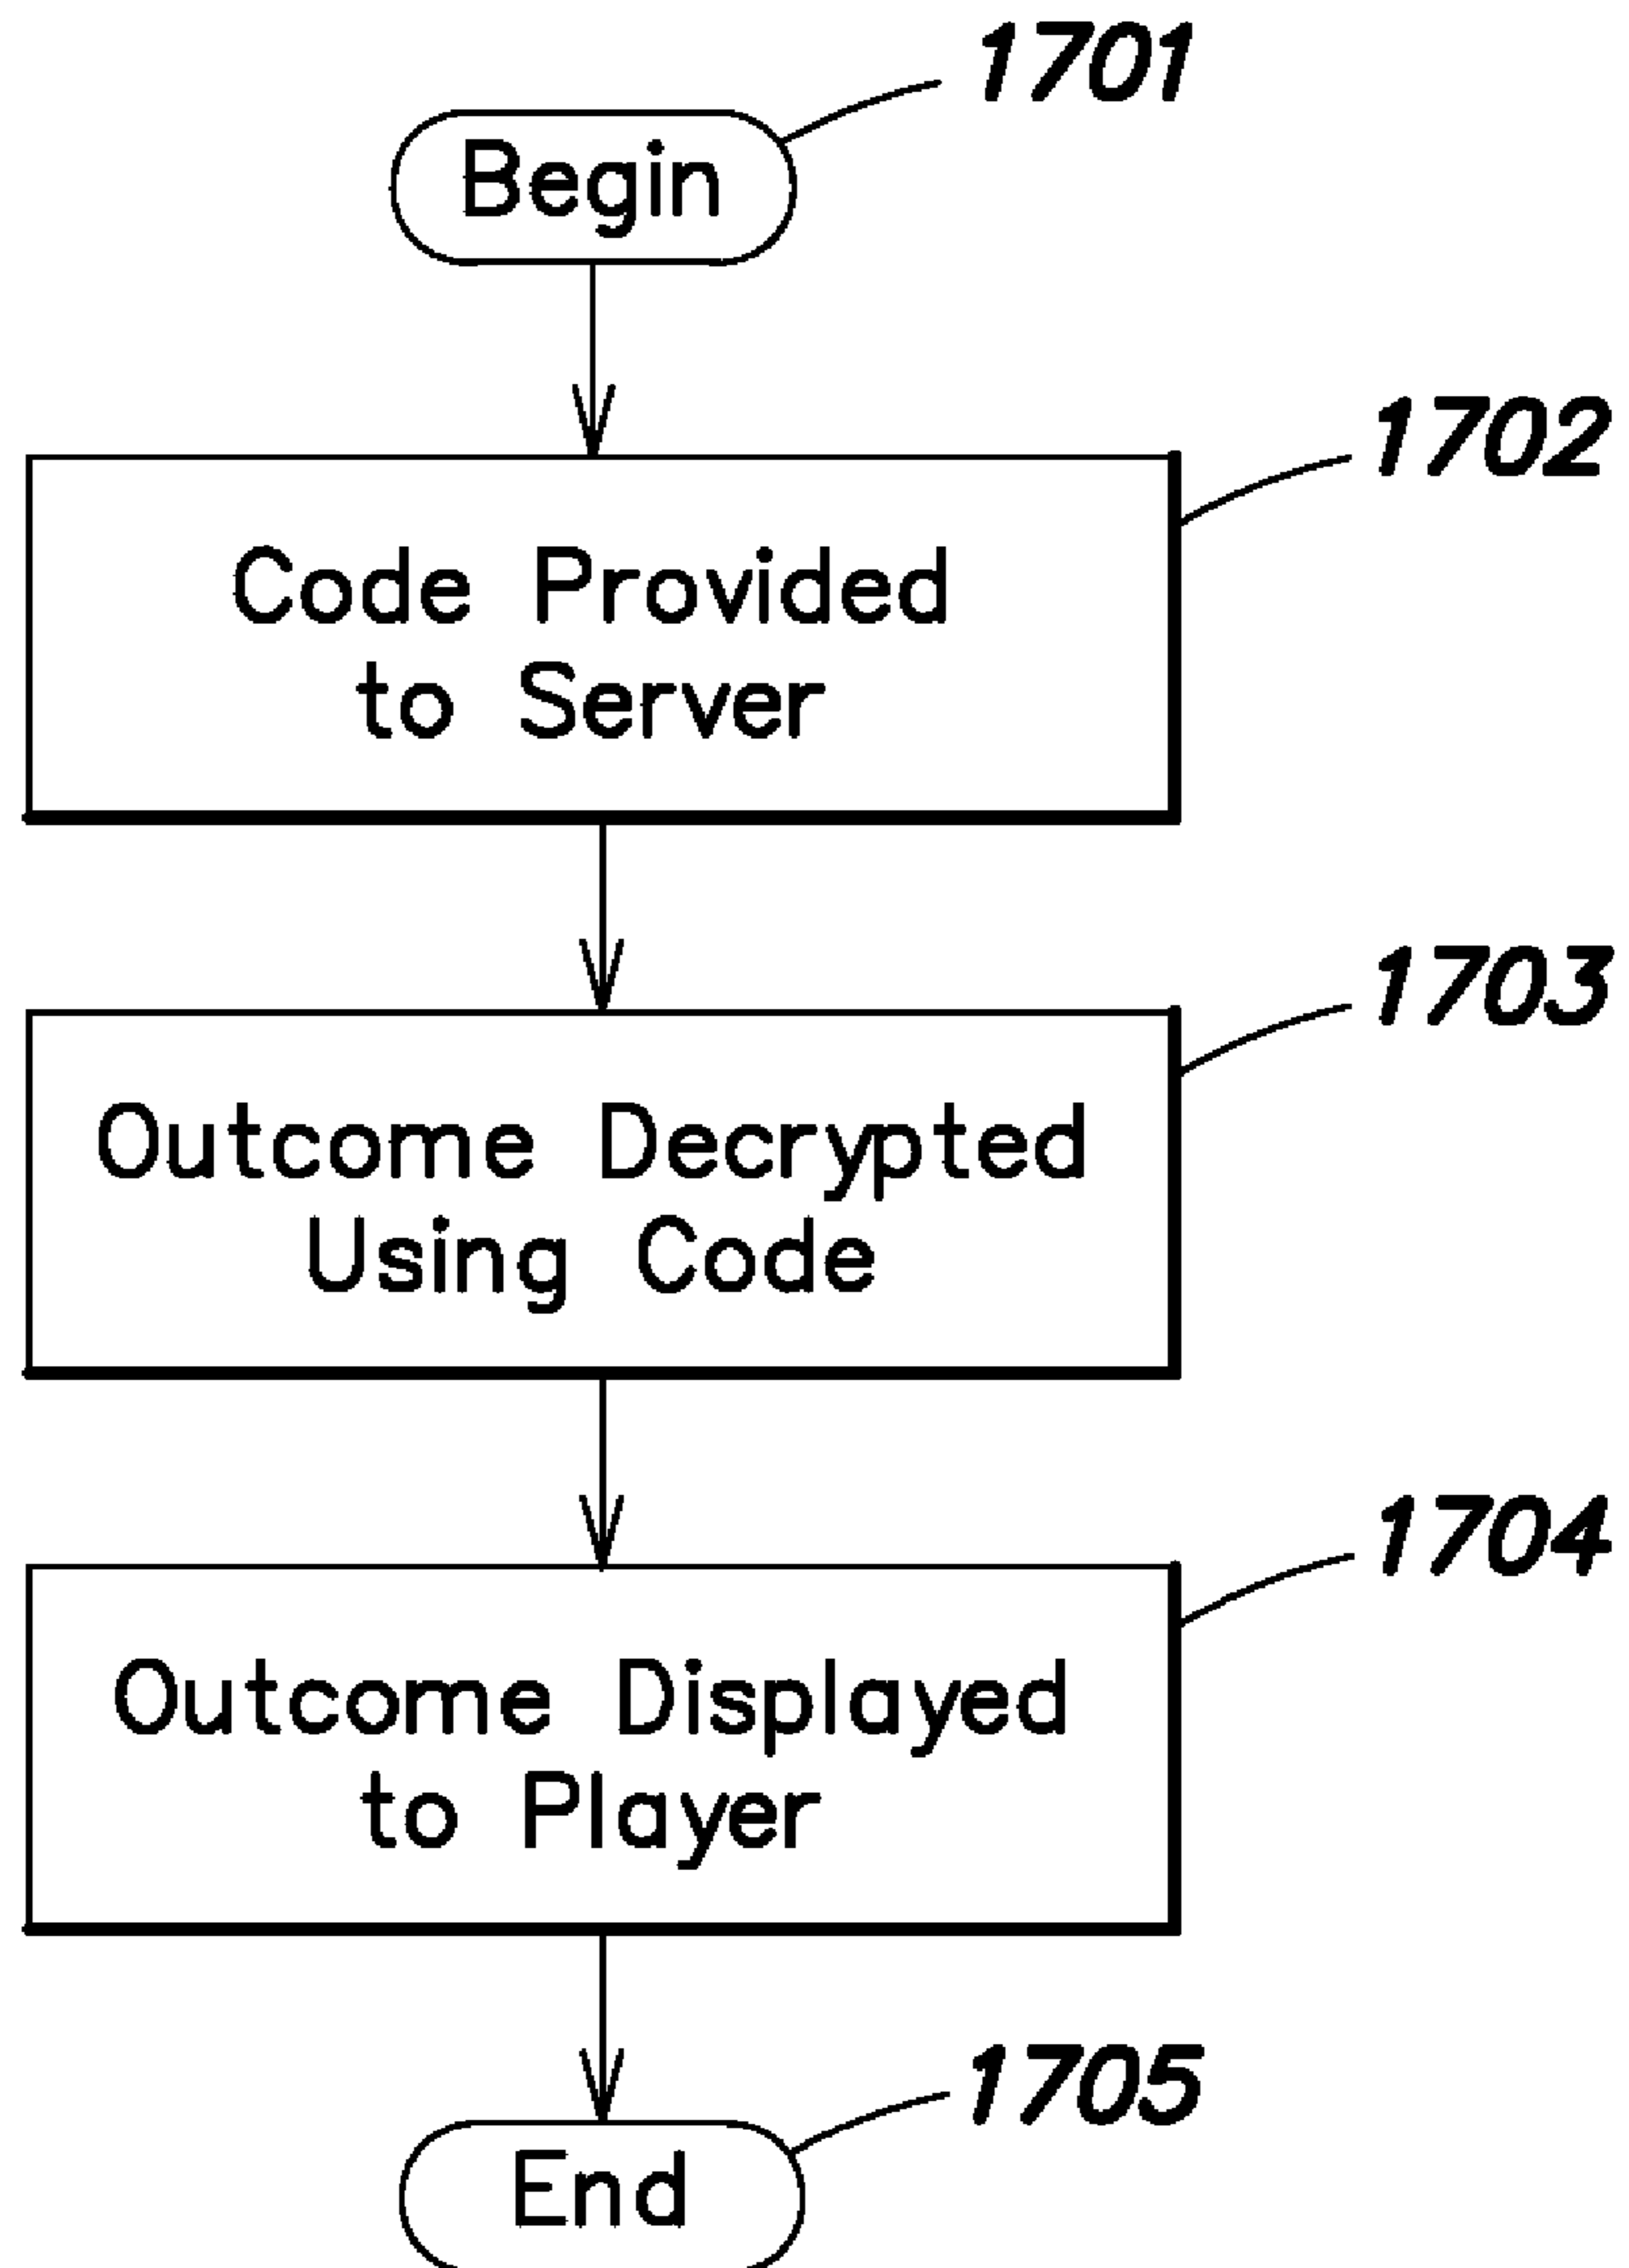 1701
Begin
1702
Code Provided
to Server
1703
Outcome Decrypted
Using Code
1704
Outcome Displayed
to Player
1705
End